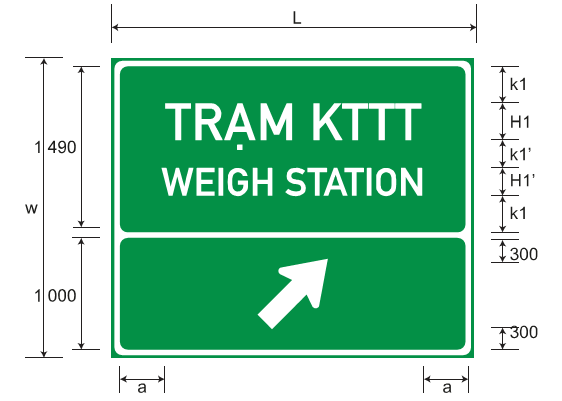 L
TRẠM KTTT
WEIGH STATION
1 490
w
1 000
k1
H1
k1'
H1'
k1
300
300
a
a